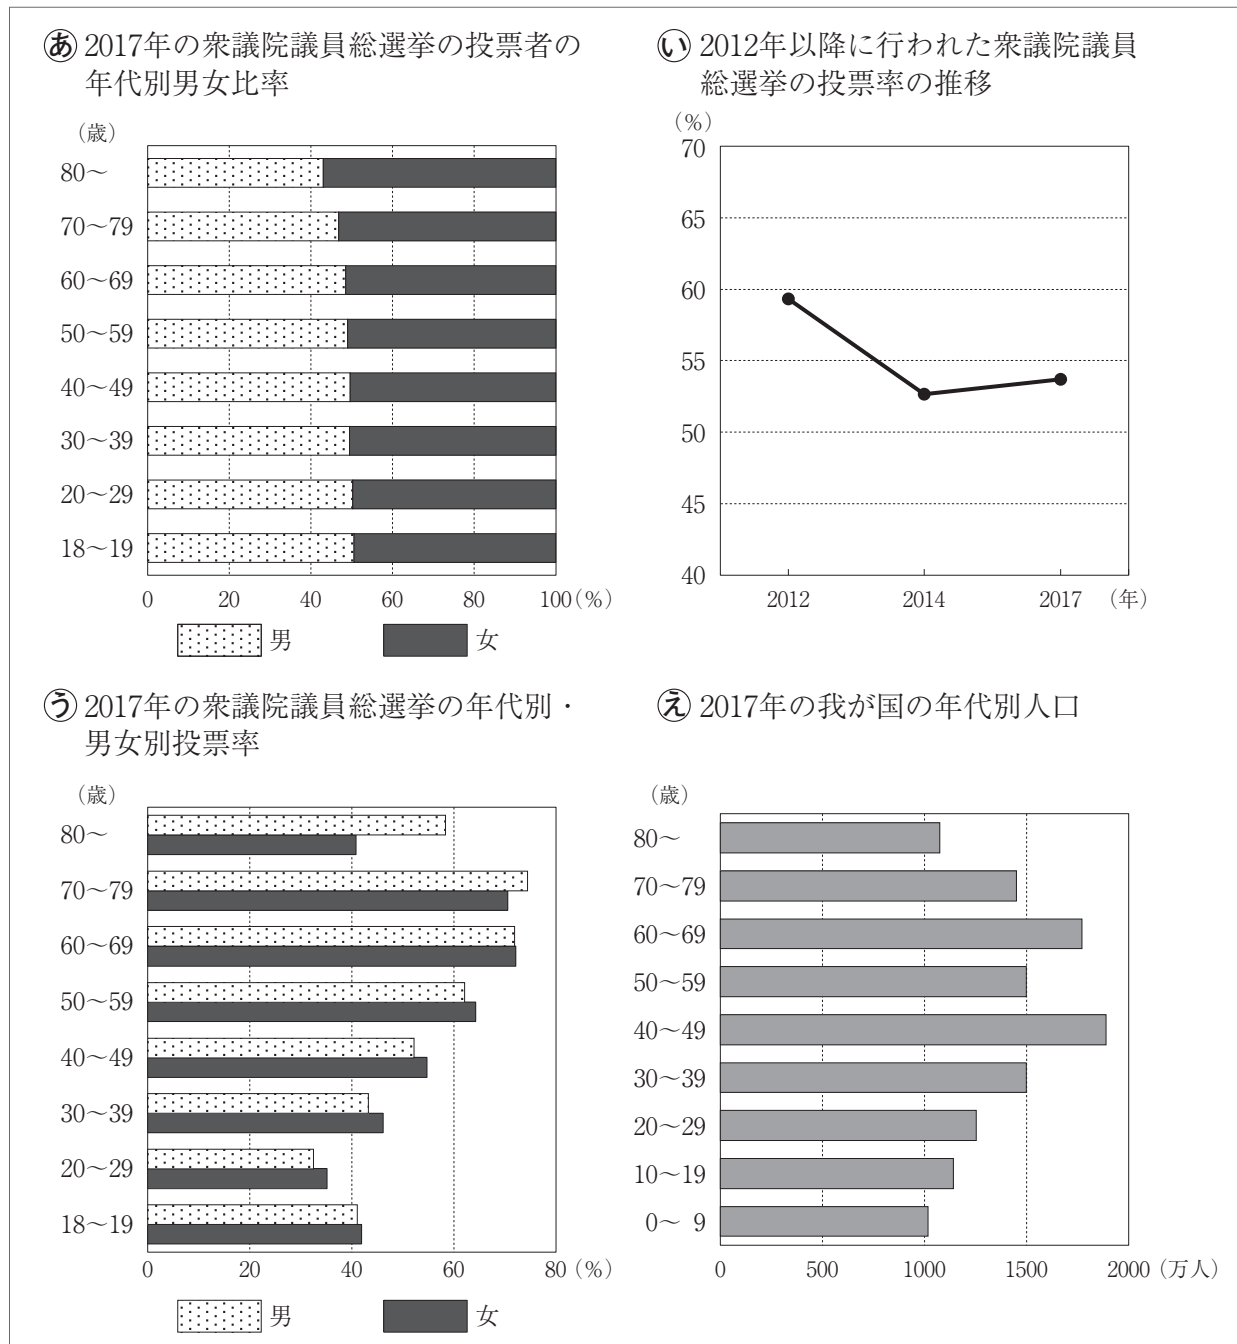 あ 2017年の衆議院議員総選挙の投票者の
年代別男女比率
(歳)
80～
70～79
60～69
50～59
40～49
30～39
20～29
18～19
0 20 40 60 80 100(%)
男 女
い 2012年以降に行われた衆議院議員
総選挙の投票率の推移
(%)
70
65
60
55
50
45
40
2012 2014 2017 (年)
う 2017年の衆議院議員総選挙の年代別・
男女別投票率
(歳)
80～
70～79
60～69
50～59
40～49
30～39
20～29
18～19
0 20 40 60 80 (%)
男 女
え 2017年の我が国の年代別人口
(歳)
80～
70～79
60～69
50～59
40～49
30～39
20～29
10～19
0～ 9
0 500 1000 1500 2000 (万人)